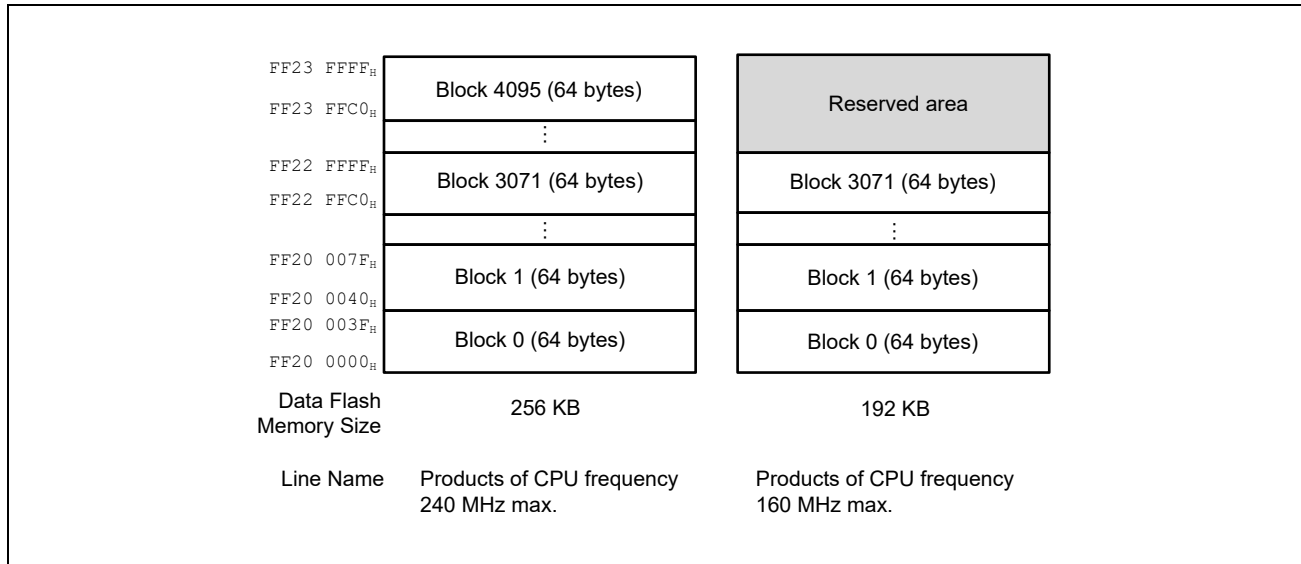 FF23 FFFFH
Block 4095 (64 bytes)
Reserved area
FF23 FFC0H
⋮
FF22 FFFFH
Block 3071 (64 bytes)
Block 3071 (64 bytes)
FF22 FFC0H
⋮
⋮
FF20 007FH
Block 1 (64 bytes)
Block 1 (64 bytes)
FF20 0040H
FF20 003FH
Block 0 (64 bytes)
Block 0 (64 bytes)
FF20 0000H
Data Flash
Memory Size
256 KB
192 KB
Line Name
Products of CPU frequency
240 MHz max.
Products of CPU frequency
160 MHz max.